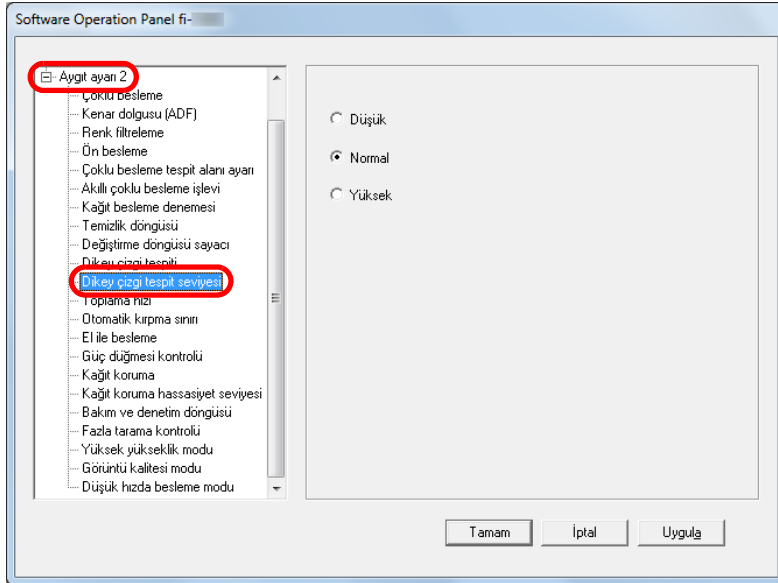 Software Operation Panel fi-
Aygıt ayarı 2
Çoklu besleme
Kenar dolgusu (ADF)
Renk filtreleme
Ön besleme
Çoklu besleme tespit alanı ayarı
Akıllı çoklu besleme işlevi
Kağıt besleme denemesi
Temizlik döngüsü
Değiştirme döngüsü sayacı
Dikey çizgi tespiti
Dikey çizgi tespit seviyesi
Toplama hızı
Otomatik kırpma sınırı
El ile besleme
Güç düğmesi kontrolü
Kağıt koruma
Kağıt koruma hassasiyet seviyesi
Bakım ve denetim döngüsü
Fazla tarama kontrolü
Yüksek yükseklik modu
Görüntü kalitesi modu
Düşük hızda besleme modu
Düşük
Normal
Yüksek
Tamam
İptal
Uygula